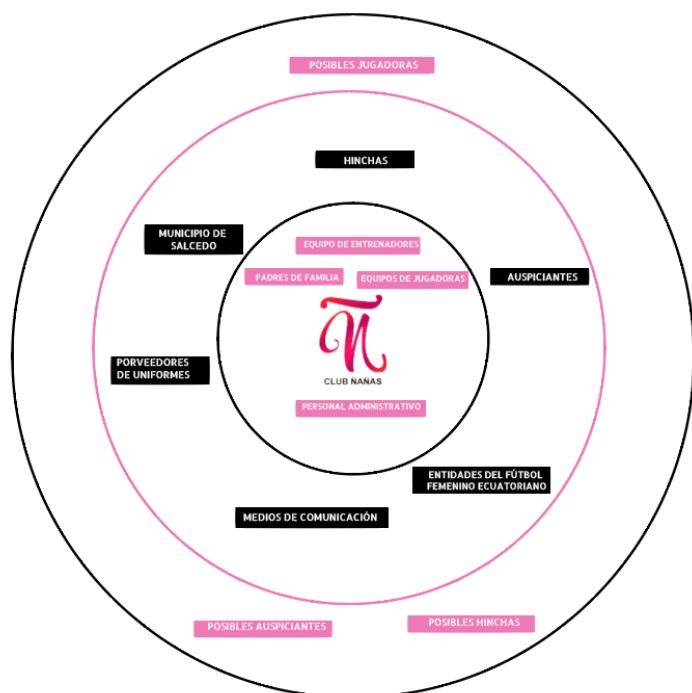 POSIBLES JUGADORAS
HINCHAS
MUNICIPIO DE
SALCEDO
EQUIPO DE ENTRENADORES
PADRES DE FAMILIA
EQUIPOS DE JUGADORAS
AUSPICIANTES
Ñ
CLUB ÑAÑAS
PORVEEDORES
DE UNIFORMES
PERSONAL ADMINISTRATIVO
ENTIDADES DEL FÚTBOL
FEMENINO ECUATORIANO
MEDIOS DE COMUNICACIÓN
POSIBLES AUSPICIANTES
POSIBLES HINCHAS